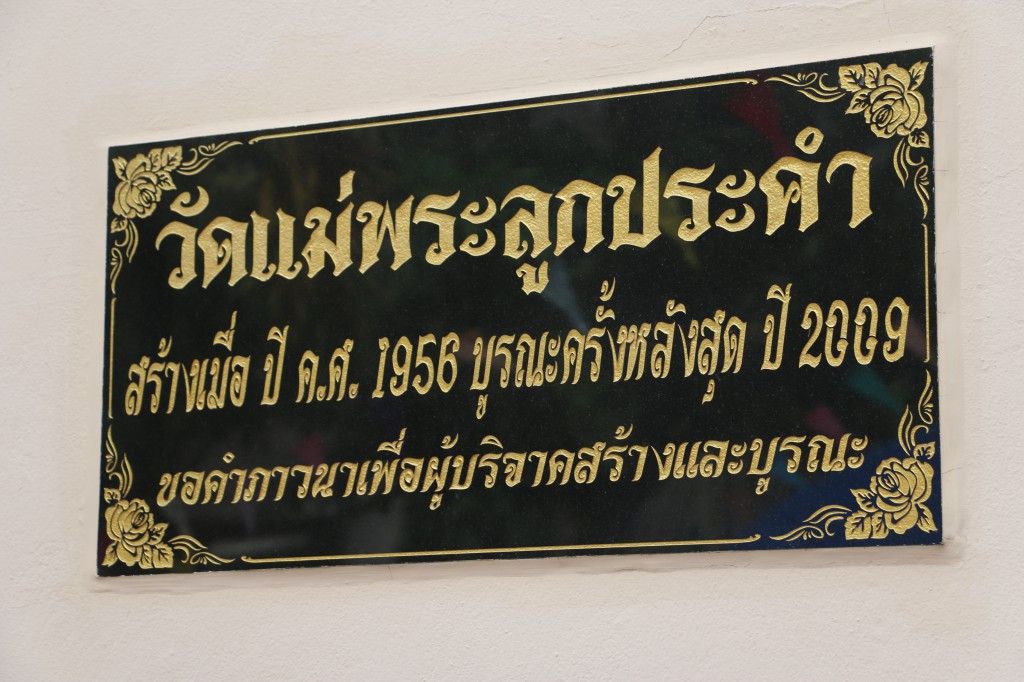 วัดแม่พระลูกประคำ
สร้างเมื่อ ปี ค.ศ. 1956 บูรณะครั้งหลังสุด ปี 2009
ขอคำภาวนาเพื่อผู้บริจาคสร้างและบูรณะ